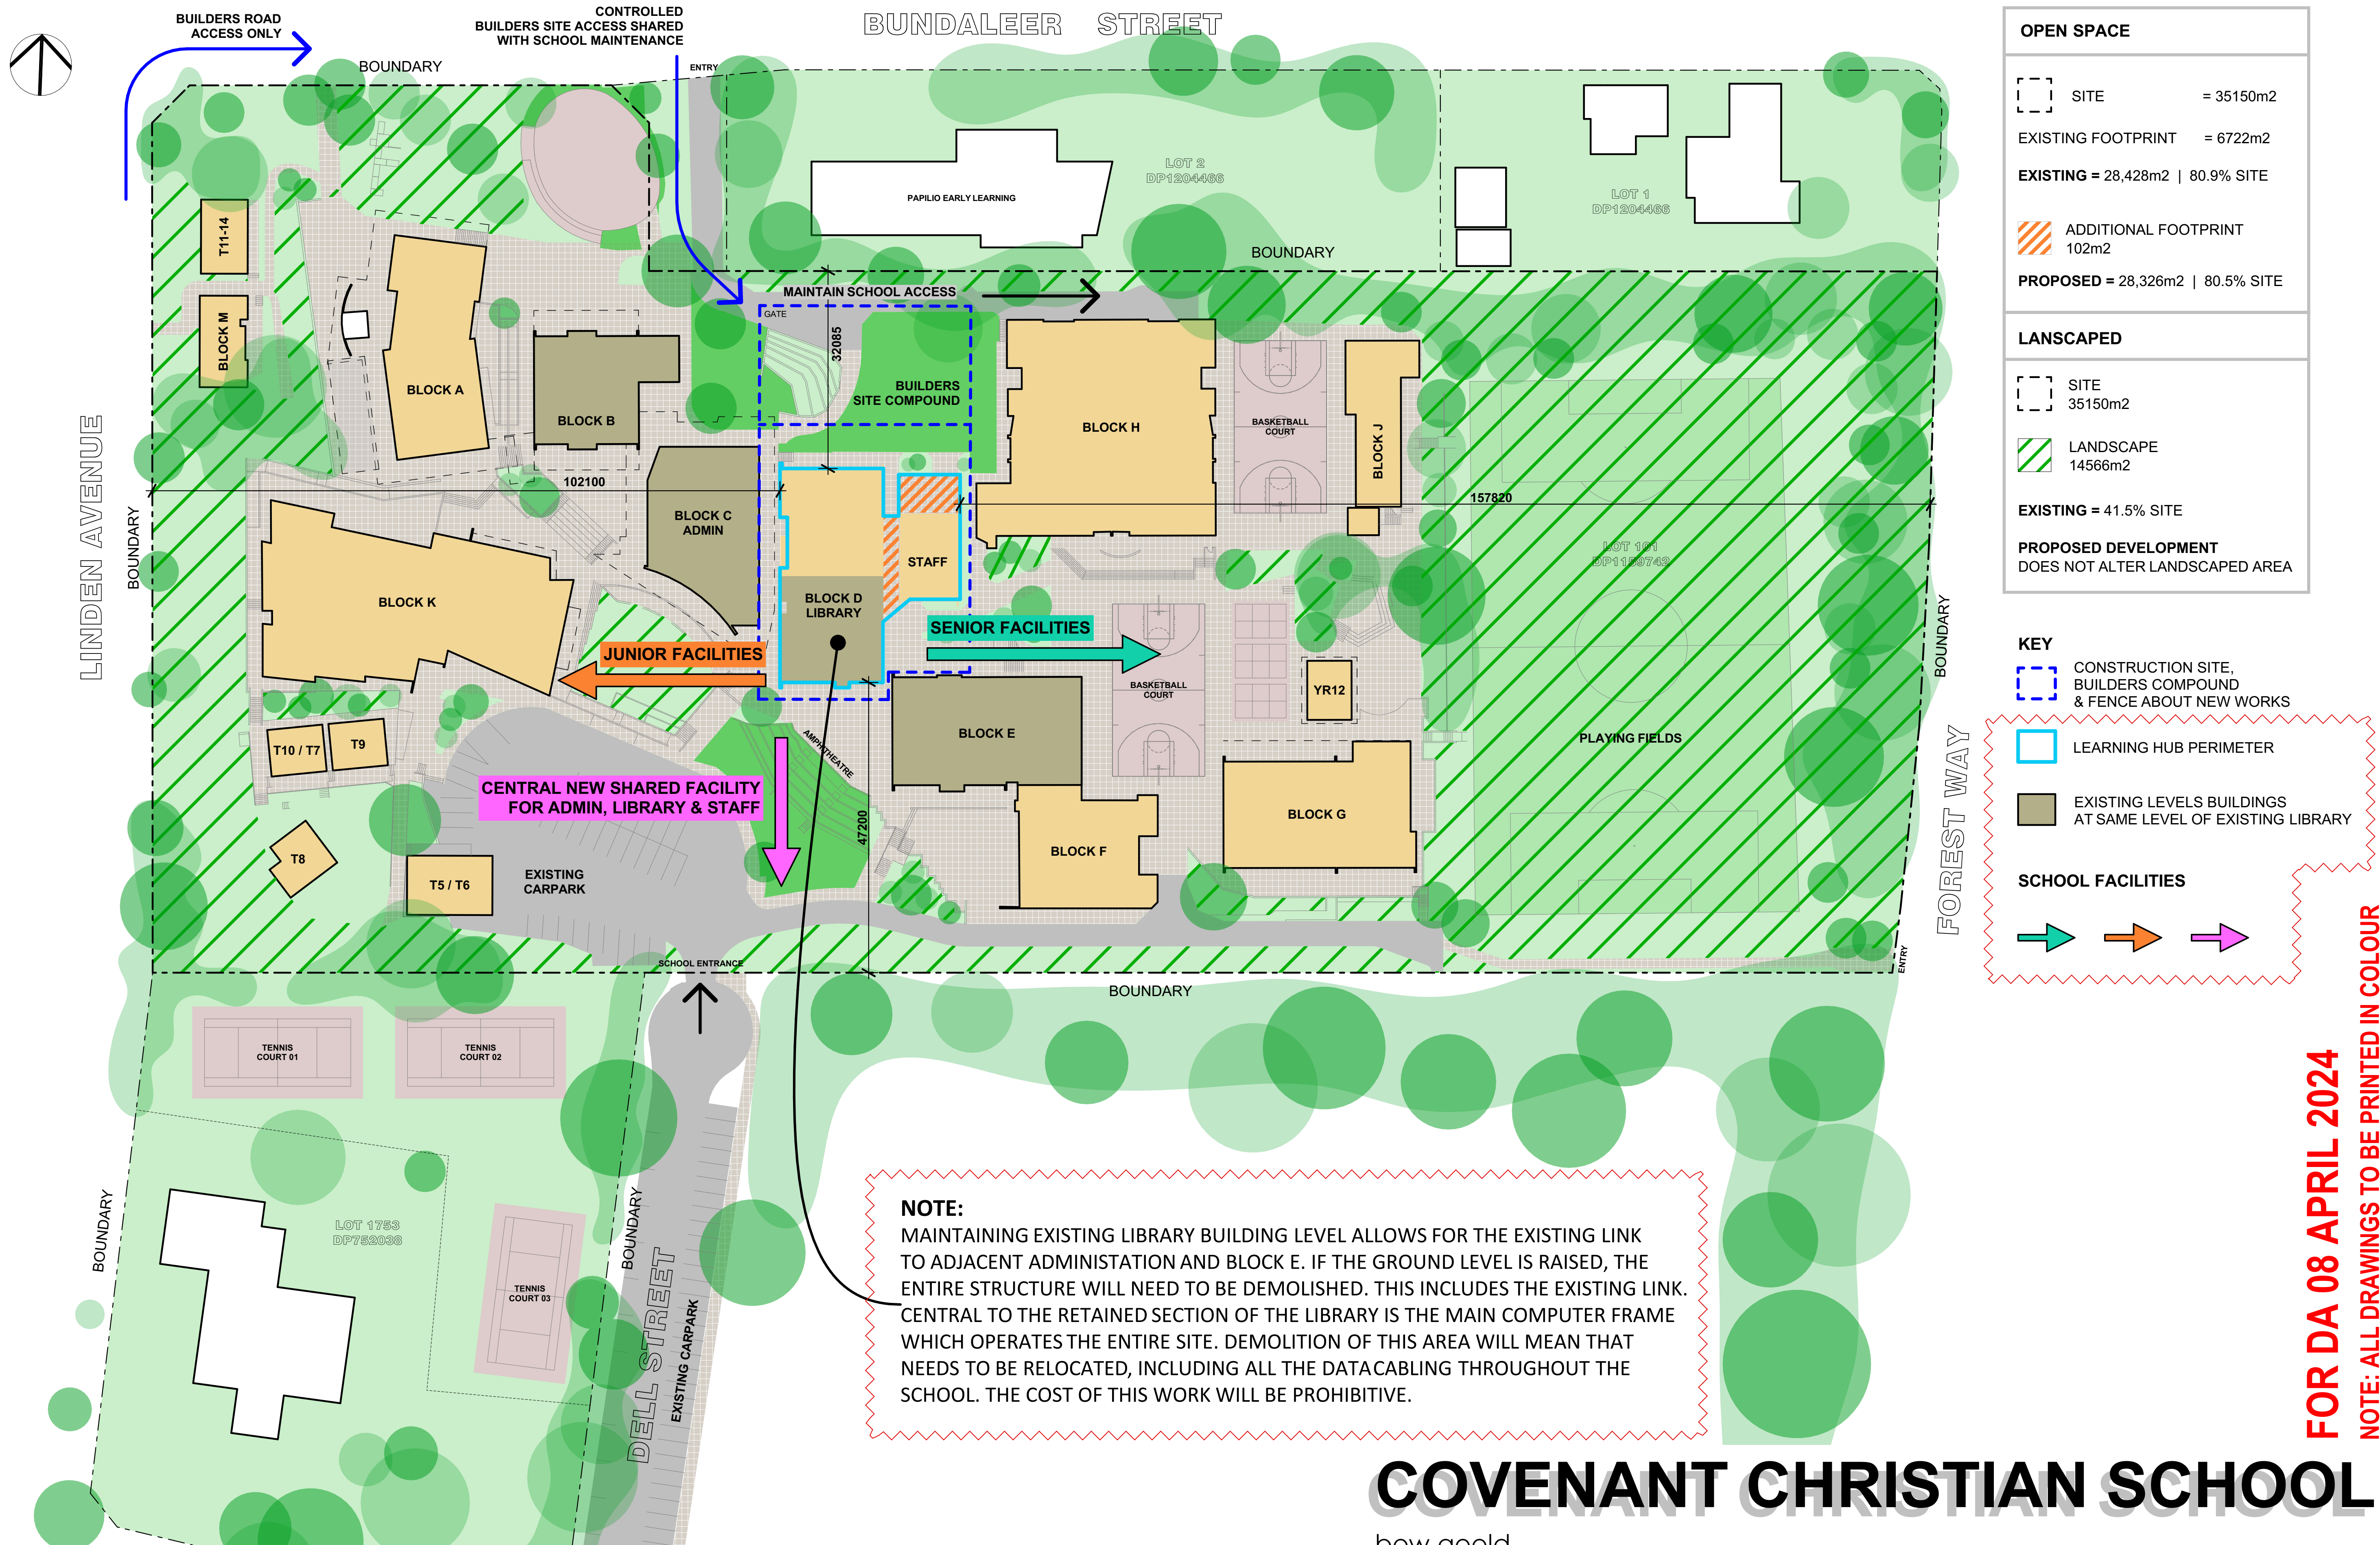 BUILDERS ROAD
ACCESS ONLY
CONTROLLED
BUILDERS SITE ACCESS SHARED
WITH SCHOOL MAINTENANCE
BUNDALEER STREET
BOUNDARY
ENTRY
PAPILIO EARLY LEARNING
LOT 2
DP1204466
LOT 1
DP1204466
BOUNDARY
T11-14
BLOCK M
BLOCK A
BLOCK B
MAINTAIN SCHOOL ACCESS
GATE
32085
BUILDERS
SITE COMPOUND
BLOCK H
BASKETBALL
COURT
BLOCK J
LINDEN AVENUE
BOUNDARY
102100
157820
BLOCK C
ADMIN
STAFF
BLOCK D
LIBRARY
BLOCK K
LOT 101
DP1159742
SENIOR FACILITIES
JUNIOR FACILITIES
BASKETBALL
COURT
YR12
T10 / T7
T9
AMPHITHEATRE
BLOCK E
PLAYING FIELDS
BOUNDARY
FOREST WAY
CENTRAL NEW SHARED FACILITY
FOR ADMIN, LIBRARY & STAFF
47200
BLOCK G
BLOCK F
T8
T5 / T6
EXISTING
CARPARK
SCHOOL ENTRANCE
ENTRY
BOUNDARY
TENNIS
COURT 01
TENNIS
COURT 02
BOUNDARY
LOT 1753
DP752038
BOUNDARY
TENNIS
COURT 03
DELL STREET
EXISTING CARPARK
OPEN SPACE
SITE = 35150m2
EXISTING FOOTPRINT = 6722m2
EXISTING = 28,428m2 | 80.9% SITE
ADDITIONAL FOOTPRINT
102m2
PROPOSED = 28,326m2 | 80.5% SITE
LANSCAPED
SITE
35150m2
LANDSCAPE
14566m2
EXISTING = 41.5% SITE
PROPOSED DEVELOPMENT
DOES NOT ALTER LANDSCAPED AREA
KEY
CONSTRUCTION SITE,
BUILDERS COMPOUND
& FENCE ABOUT NEW WORKS
LEARNING HUB PERIMETER
EXISTING LEVELS BUILDINGS
AT SAME LEVEL OF EXISTING LIBRARY
SCHOOL FACILITIES
NOTE:
MAINTAINING EXISTING LIBRARY BUILDING LEVEL ALLOWS FOR THE EXISTING LINK
TO ADJACENT ADMINISTATION AND BLOCK E. IF THE GROUND LEVEL IS RAISED, THE
ENTIRE STRUCTURE WILL NEED TO BE DEMOLISHED. THIS INCLUDES THE EXISTING LINK.
CENTRAL TO THE RETAINED SECTION OF THE LIBRARY IS THE MAIN COMPUTER FRAME
WHICH OPERATES THE ENTIRE SITE. DEMOLITION OF THIS AREA WILL MEAN THAT
NEEDS TO BE RELOCATED, INCLUDING ALL THE DATA CABLING THROUGHOUT THE
SCHOOL. THE COST OF THIS WORK WILL BE PROHIBITIVE.
FOR DA 08 APRIL 2024
NOTE: ALL DRAWINGS TO BE PRINTED IN COLOUR
COVENANT CHRISTIAN SCHOOL